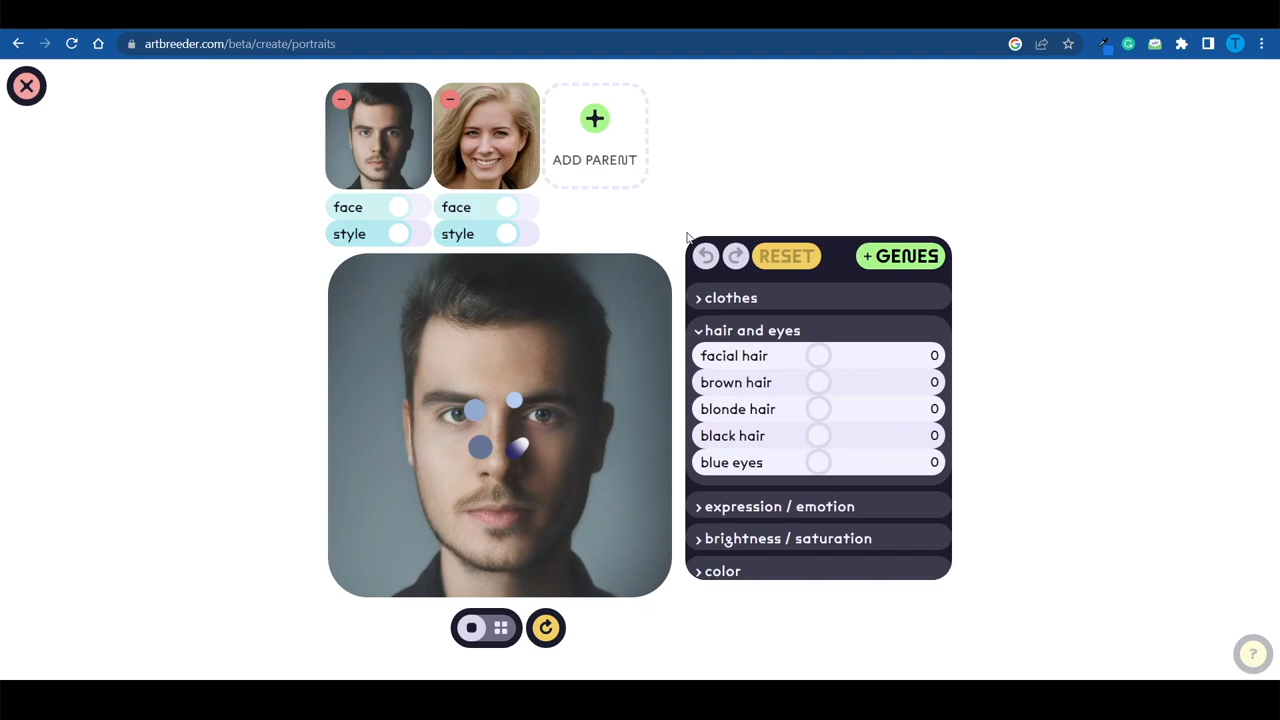 artbreeder.com/beta/create/portraits
T
ADD PARENT
face
face
style
style
RESET
+ GENES
clothes
hair and eyes
facial hair 0
brown hair 0
blonde hair 0
black hair 0
blue eyes 0
expression / emotion
brightness / saturation
color
?